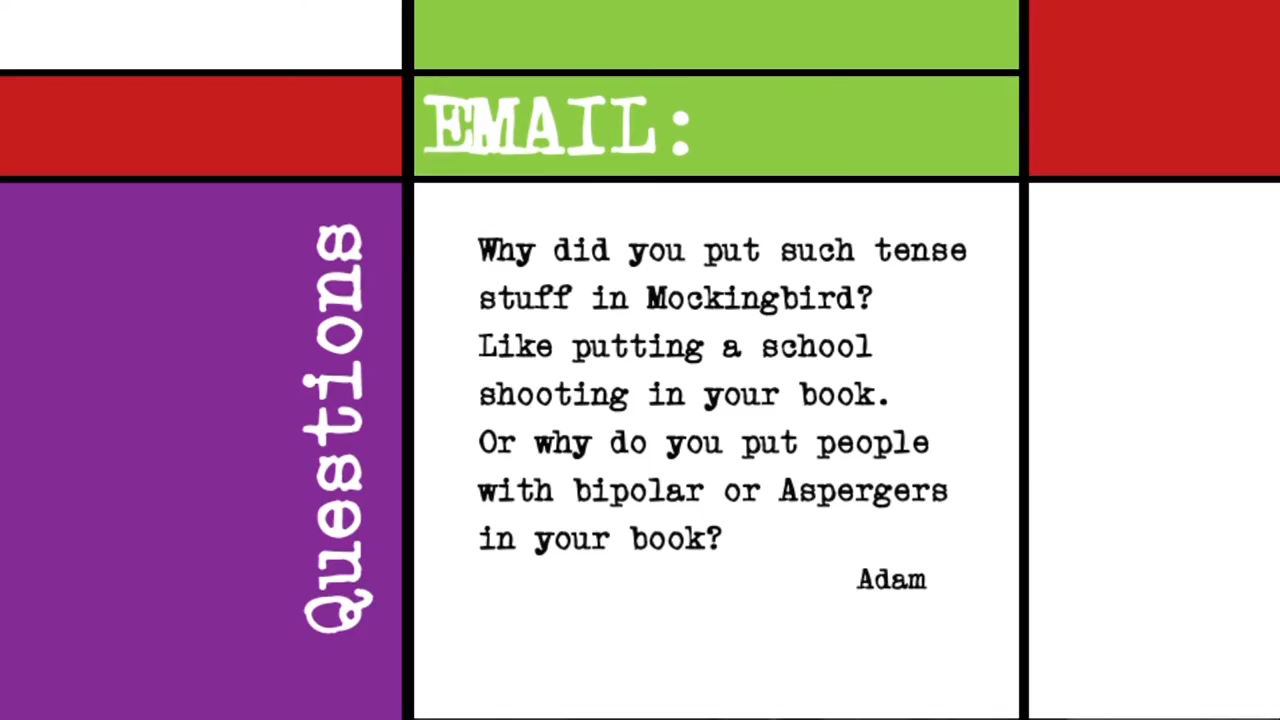 EMAIL:
Questions
Why did you put such tense
stuff in Mockingbird?
Like putting a school
shooting in your book.
Or why do you put people
with bipolar or Aspergers
in your book?
Adam